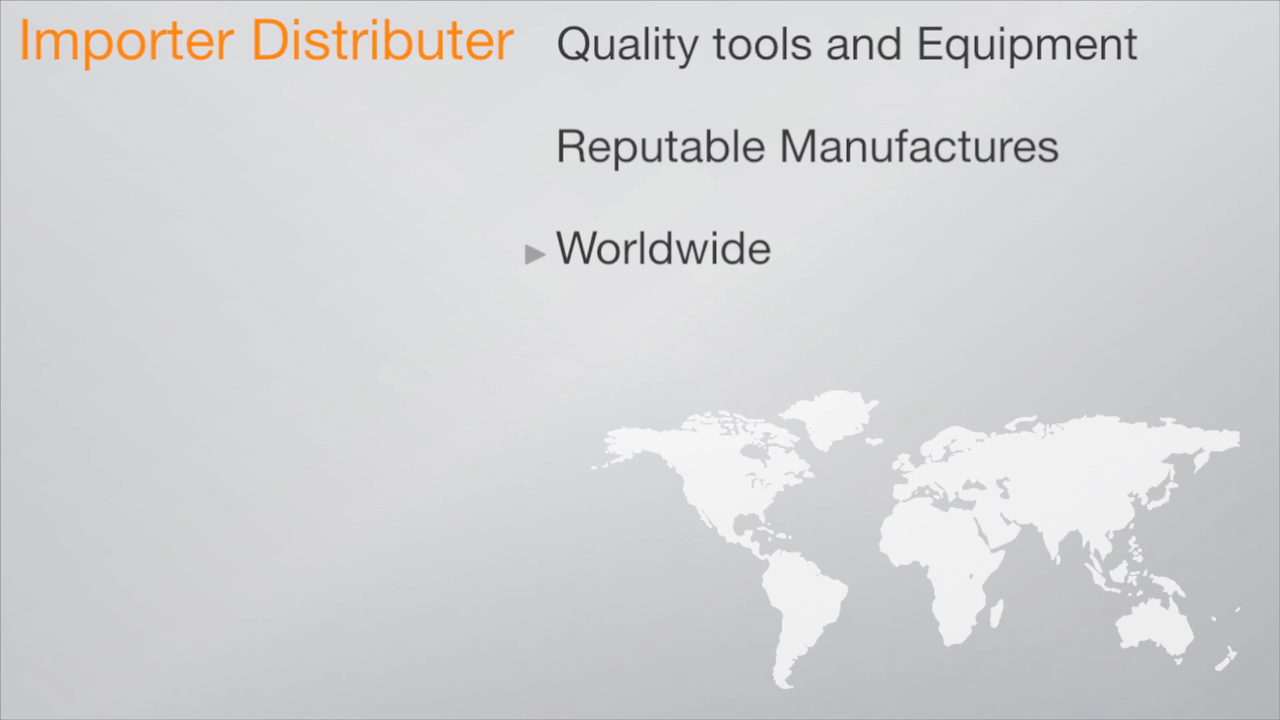 Importer Distributer
Quality tools and Equipment
Reputable Manufactures
Worldwide